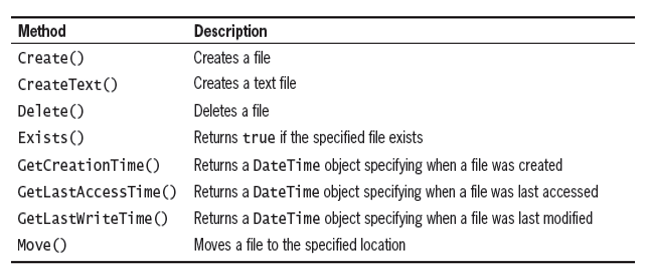 Method Description
Create() Creates a file
CreateText() Creates a text file
Delete() Deletes a file
Exists() Returns true if the specified file exists
GetCreationTime() Returns a DateTime object specifying when a file was created
GetLastAccessTime() Returns a DateTime object specifying when a file was last accessed
GetLastWriteTime() Returns a DateTime object specifying when a file was last modified
Move() Moves a file to the specified location